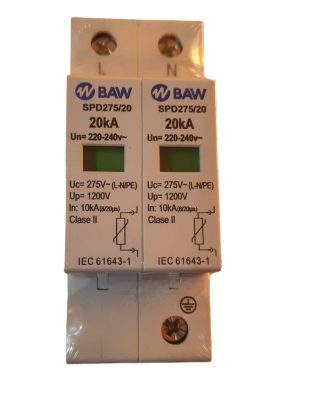 L N
BAW BAW
SPD275/20 SPD275/20
20kA 20kA
Un= 220-240v~ Un= 220-240v~
Uc= 275V~(L-N/PE) Uc= 275V~(L-N/PE)
Up= 1200V Up= 1200V
In: 10kA(8/20µs) In: 10kA(8/20µs)
Clase II Clase II
IEC 61643-1 IEC 61643-1